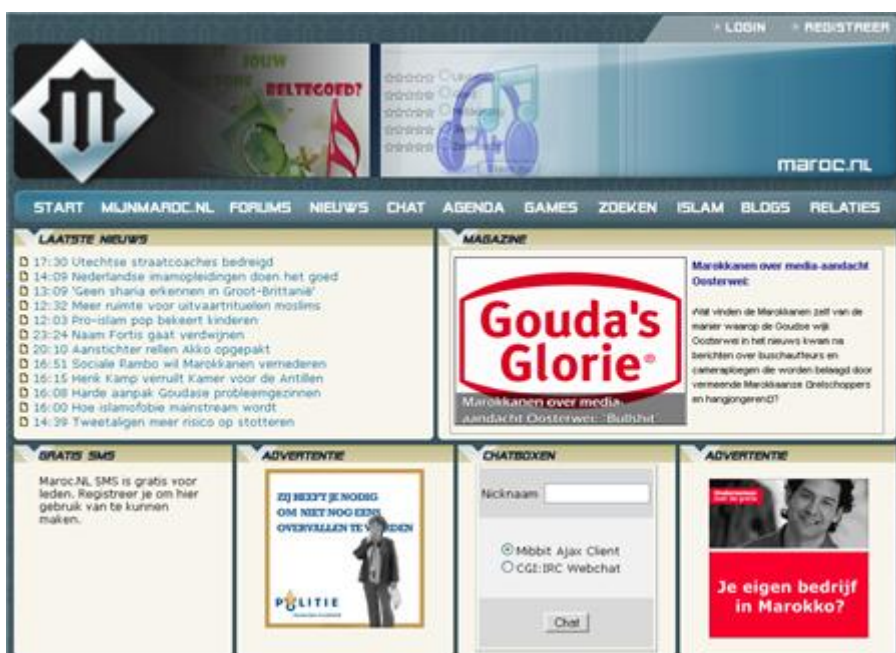 LOGIN
REGISTREER
JOUW
BELTEGOED?
maroc.nl
START MIJNMAROC.NL FORUMS NIEUWS CHAT AGENDA GAMES ZOEKEN ISLAM BLOGS RELATIES
LAATSTE NIEUWS
17:30 Utechtse straatcoaches bedreigd
14:09 Nederlandse imamopleidingen doen het goed
13:09 'Geen sharia erkennen in Groot-Brittanië'
12:32 Meer ruimte voor uitvaartrituelen moslims
12:03 Pro-islam pop bekeert kinderen
23:24 Naam Fortis gaat verdwijnen
20:10 Aanstichter rellen Akko opgepakt
16:51 Sociale Rambo wil Marokkanen vernederen
16:15 Henk Kamp verruilt Kamer voor de Antillen
16:08 Harde aanpak Goudase probleemgezinnen
16:00 Hoe islamofobie mainstream wordt
14:39 Tweetaligen meer risico op stotteren
MAGAZINE
Gouda's
Glorie®
Marokkanen over media-
aandacht Oosterwei: 'Bullshit'
Marokkanen over media-aandacht
Oosterwei:
Wat vinden de Marokkanen zelf van de
manier waarop de Goudse wijk
Oosterwei in het nieuws kwam na
berichten over buschauffeurs en
cameraploegen die worden belaagd door
vermeende Marokkaanse Grelschoppers
en hangjongeren?
GRATIS SMS
Maroc.NL SMS is gratis voor
leden. Registreer je om hier
gebruik van te kunnen
maken.
ADVERTENTIE
ZIJ HEEFT JE NODIG
OM NIET NOG EENS
OVERVALLEN TE WORDEN
POLITIE
CHATBOXEN
Nicknaam
Mibbit Ajax Client
CGI:IRC Webchat
Chat
ADVERTENTIE
Je eigen bedrijf
in Marokko?